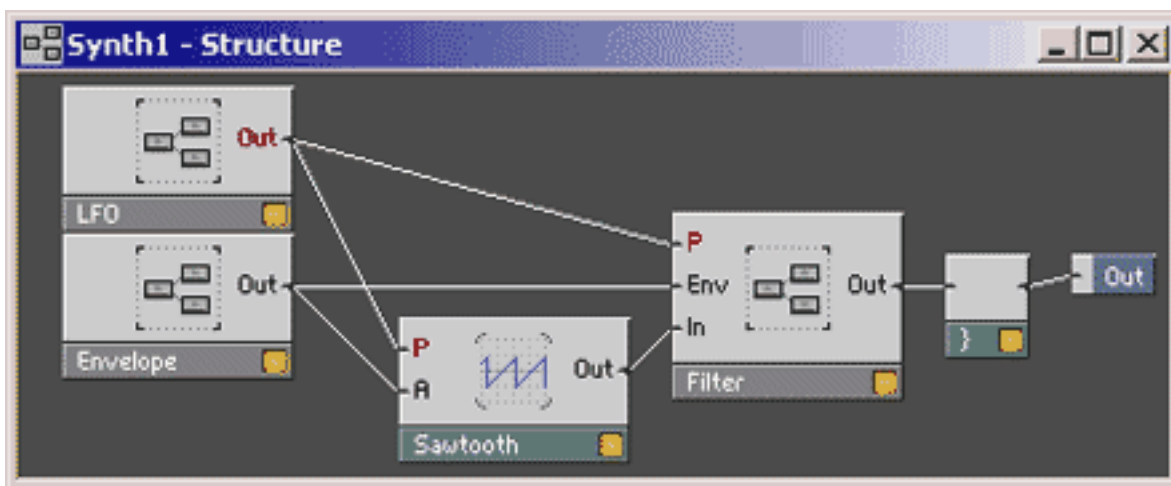 Synth1 - Structure
Out
LFO
Out
Envelope
P
A
Out
Sawtooth
P
Env
In
Out
Filter
}
Out